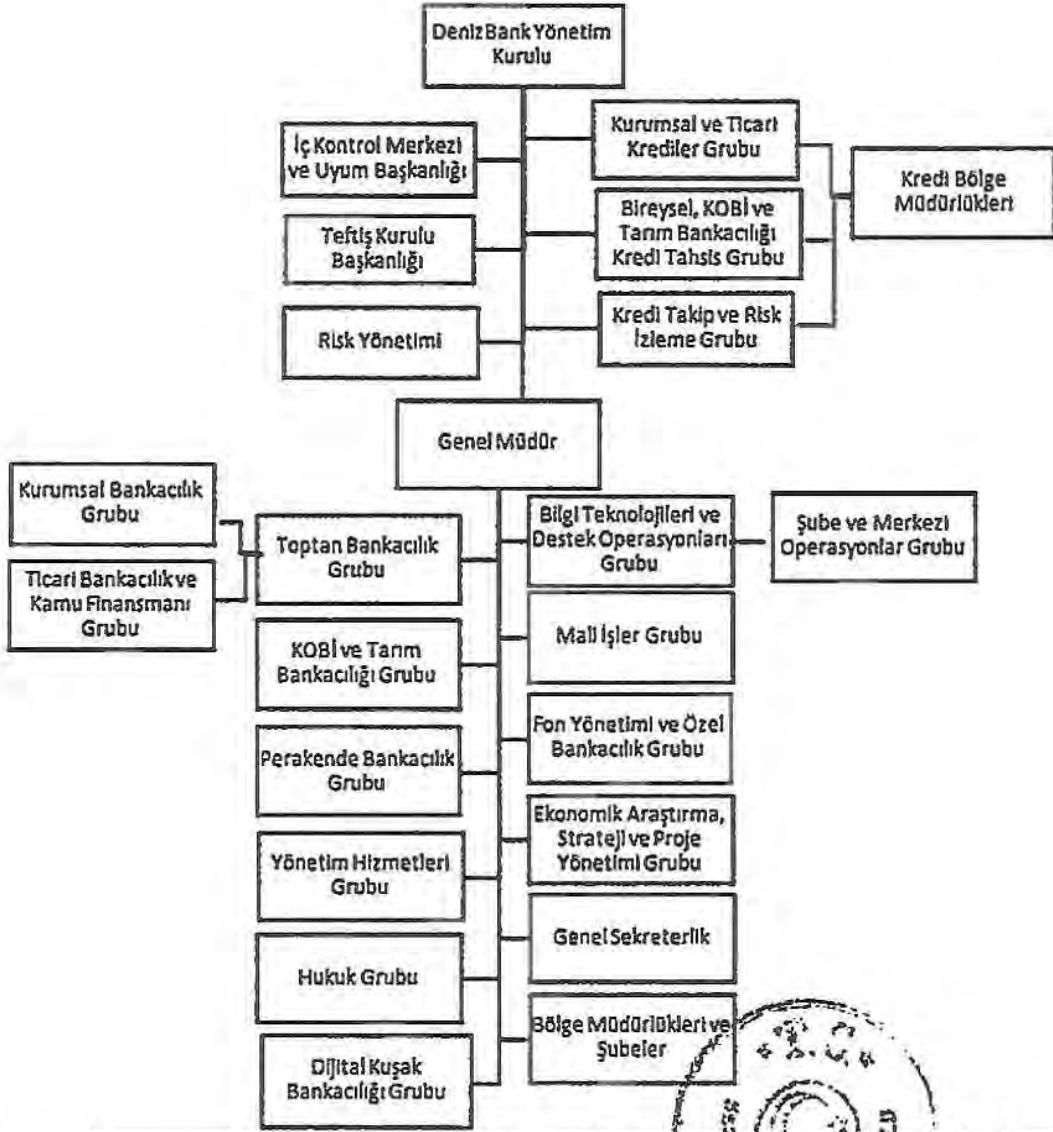 DenizBank Yönetim
Kurulu
İç Kontrol Merkezi
ve Uyum Başkanlığı
Kurumsal ve Ticari
Krediler Grubu
Kredi Bölge
Müdürlükleri
Teftiş Kurulu
Başkanlığı
Bireysel, KOBİ ve
Tarım Bankacılığı
Kredi Tahsis Grubu
Risk Yönetimi
Kredi Takip ve Risk
İzleme Grubu
Genel Müdür
Kurumsal Bankacılık
Grubu
Ticari Bankacılık ve
Kamu Finansmanı
Grubu
Toptan Bankacılık
Grubu
Bilgi Teknolojileri ve
Destek Operasyonları
Grubu
Şube ve Merkezi
Operasyonlar Grubu
KOBİ ve Tarım
Bankacılığı Grubu
Mali İşler Grubu
Perakende Bankacılık
Grubu
Fon Yönetimi ve Özel
Bankacılık Grubu
Yönetim Hizmetleri
Grubu
Ekonomik Araştırma,
Strateji ve Proje
Yönetimi Grubu
Hukuk Grubu
Genel Sekreterlik
Dijital Kuşak
Bankacılığı Grubu
Bölge Müdürlükleri ve
Şubeler